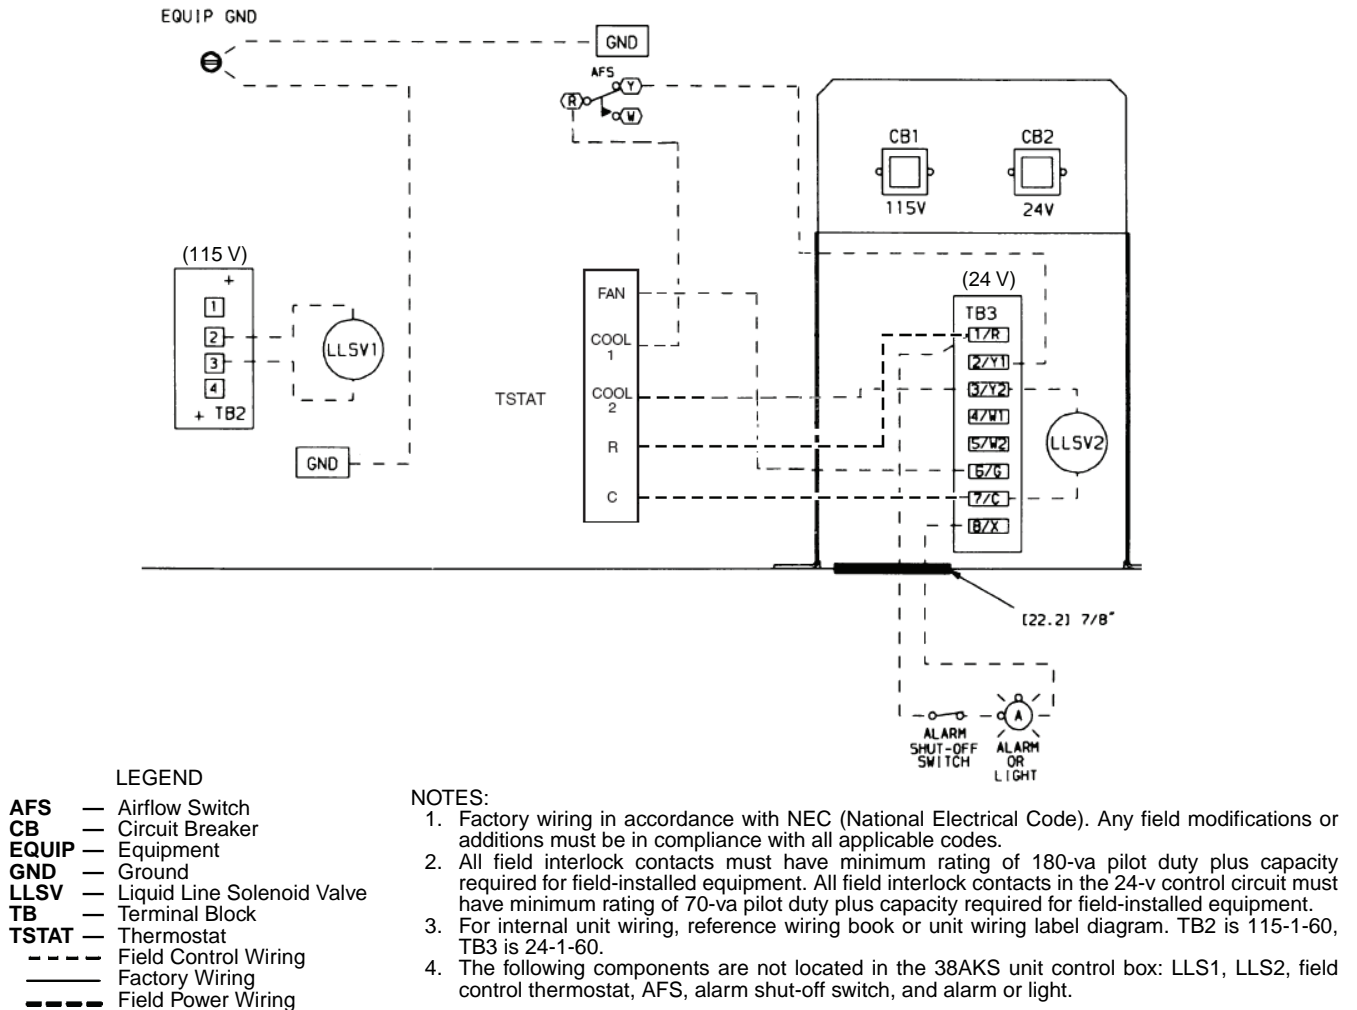 EQUIP GND
GND
AFS
Y
R
W
CB1
CB2
115V
24V
(115 V)
+
1
2
3
4
+ TB2
LLSV1
GND
TSTAT
FAN
COOL
1
COOL
2
R
C
(24 V)
TB3
1/R
2/Y1
3/Y2
4/W1
5/W2
6/G
7/C
8/X
LLSV2
[22.2] 7/8"
ALARM
SHUT-OFF
SWITCH
A
ALARM
OR
LIGHT
LEGEND
AFS — Airflow Switch
CB — Circuit Breaker
EQUIP — Equipment
GND — Ground
LLSV — Liquid Line Solenoid Valve
TB — Terminal Block
TSTAT — Thermostat
Field Control Wiring
Factory Wiring
Field Power Wiring
NOTES:
1. Factory wiring in accordance with NEC (National Electrical Code). Any field modifications or
additions must be in compliance with all applicable codes.
2. All field interlock contacts must have minimum rating of 180-va pilot duty plus capacity
required for field-installed equipment. All field interlock contacts in the 24-v control circuit must
have minimum rating of 70-va pilot duty plus capacity required for field-installed equipment.
3. For internal unit wiring, reference wiring book or unit wiring label diagram. TB2 is 115-1-60,
TB3 is 24-1-60.
4. The following components are not located in the 38AKS unit control box: LLS1, LLS2, field
control thermostat, AFS, alarm shut-off switch, and alarm or light.